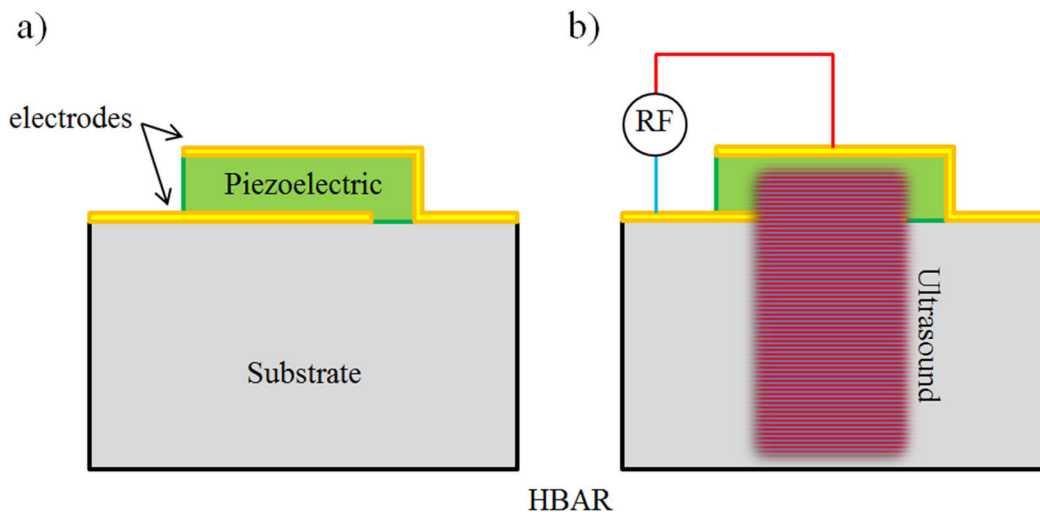 a)
electrodes
Piezoelectric
Substrate
b)
RF
Ultrasound
HBAR